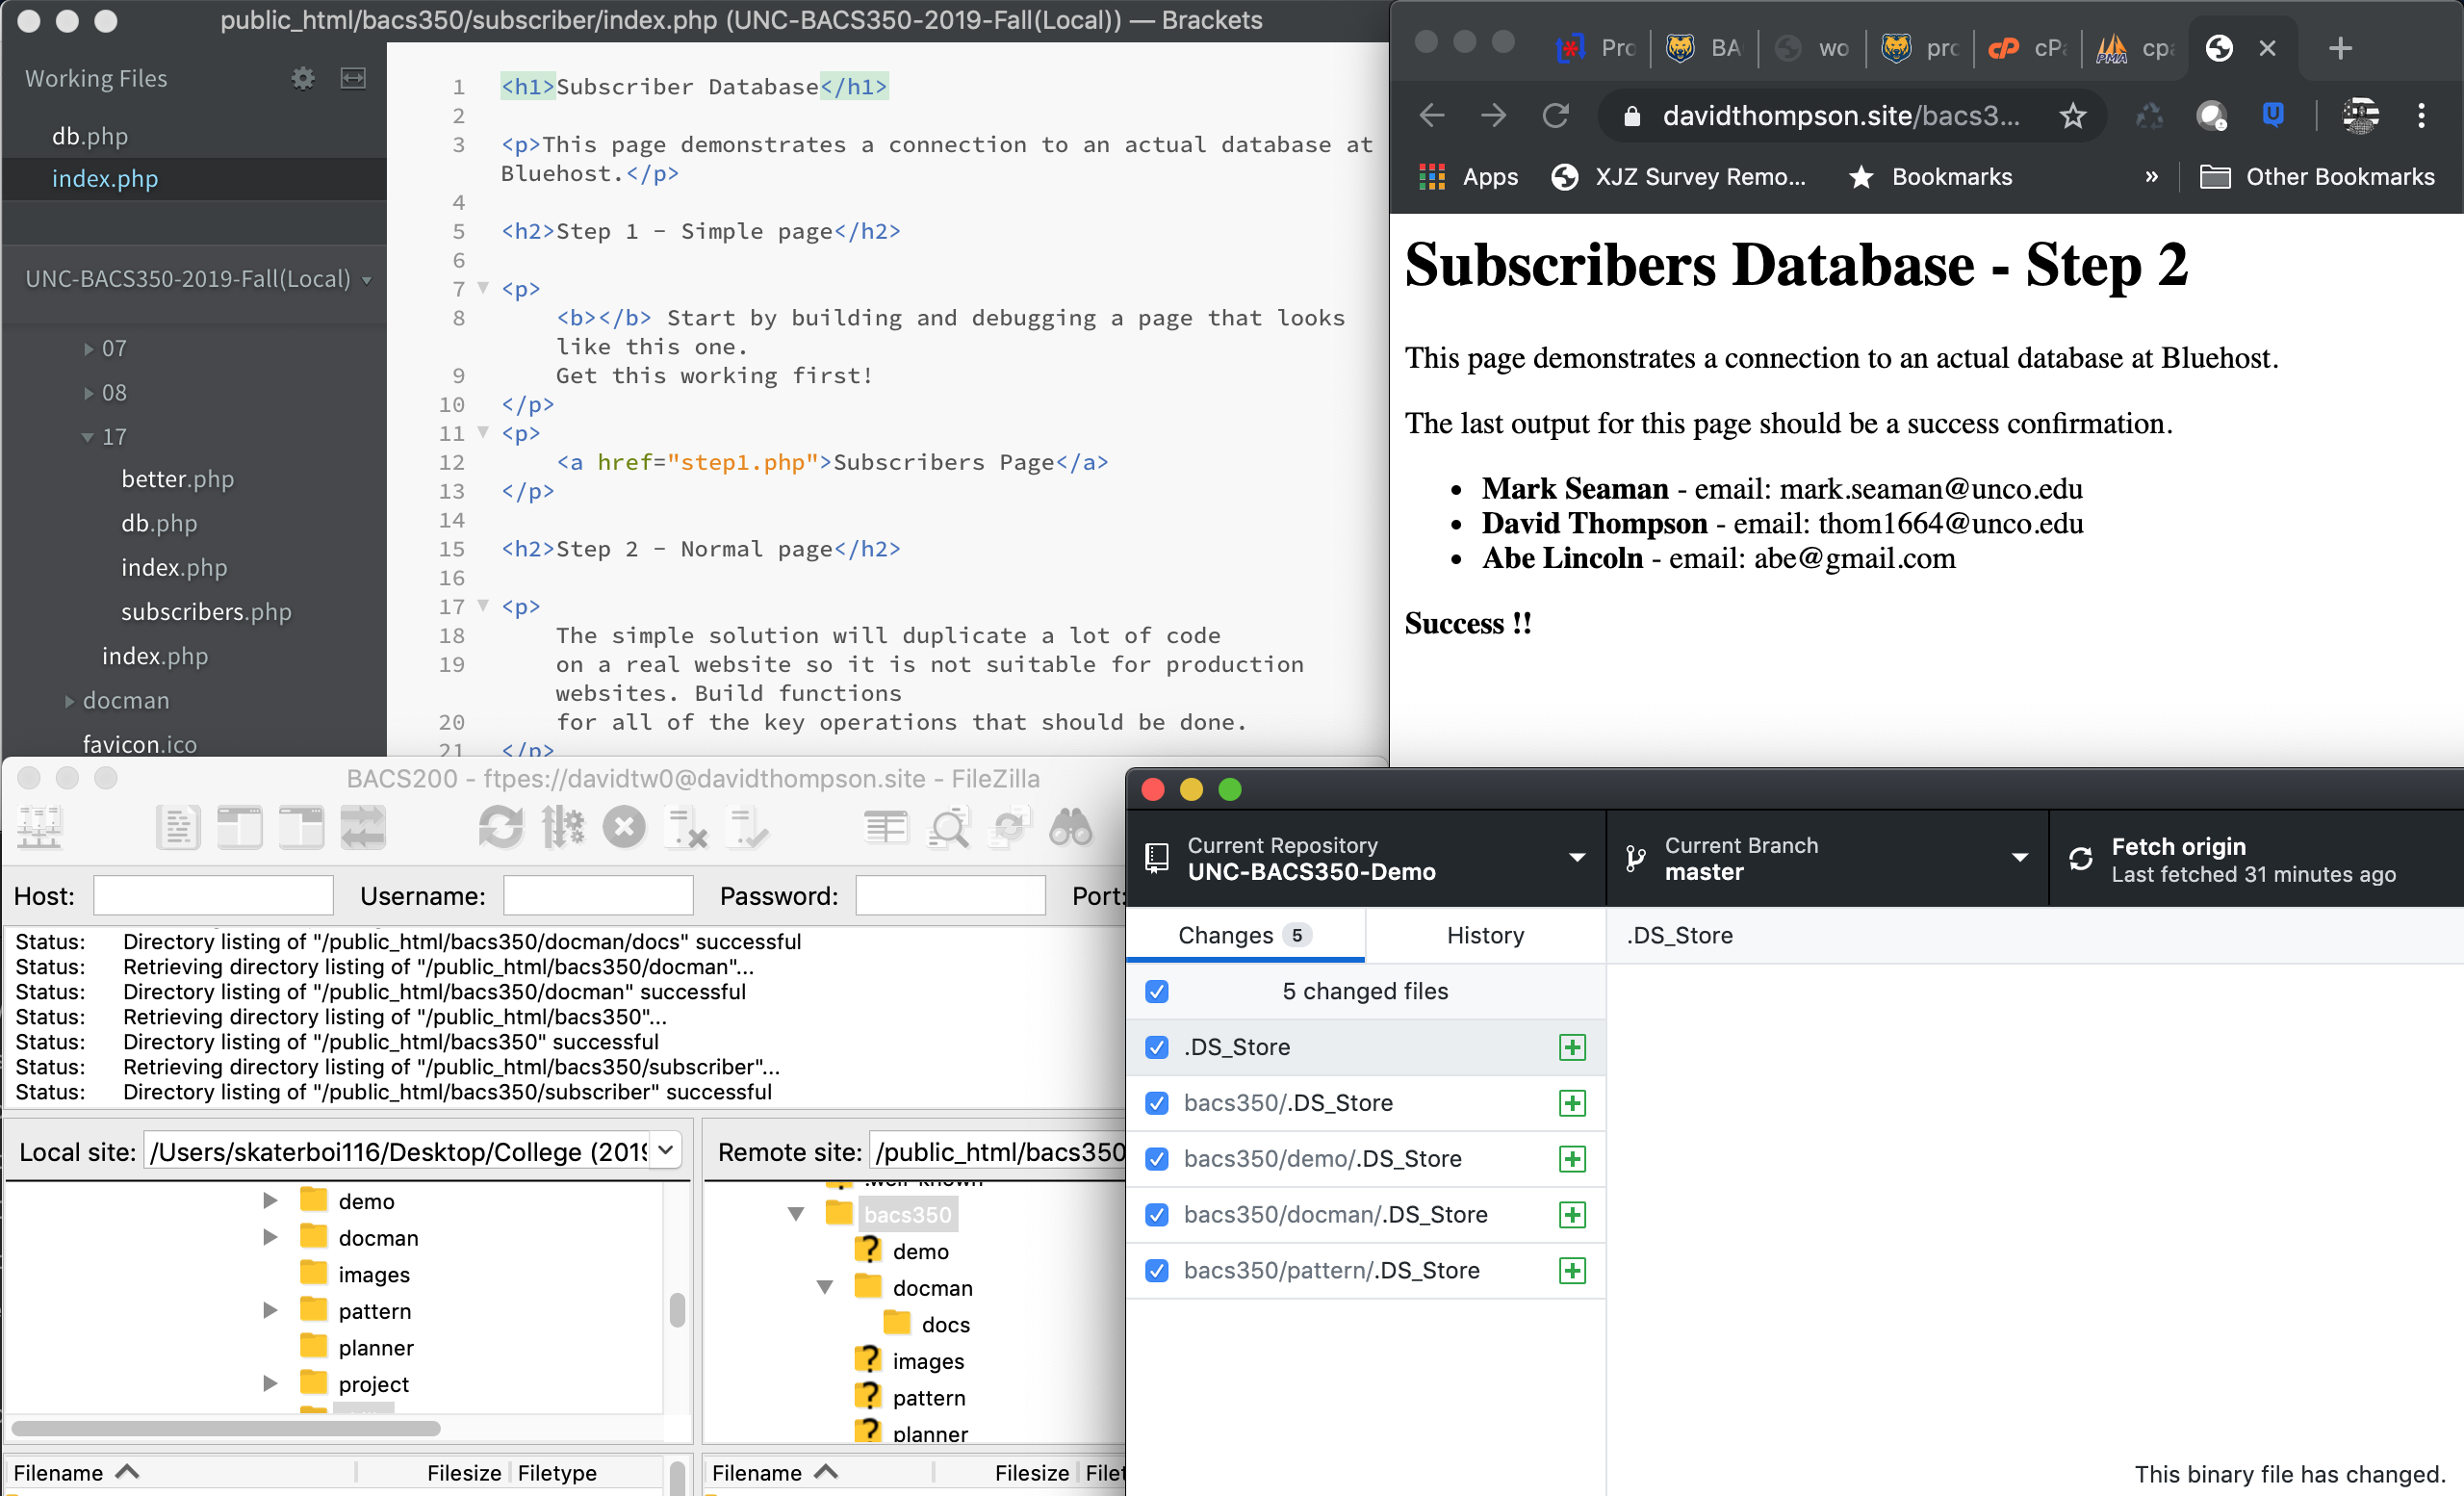 public_html/bacs350/subscriber/index.php (UNC-BACS350-2019-Fall(Local)) — Brackets
Working Files
db.php
index.php
UNC-BACS350-2019-Fall(Local)
07
08
17
better.php
db.php
index.php
subscribers.php
index.php
docman
favicon.ico
1 <h1>Subscriber Database</h1>
2
3 <p>This page demonstrates a connection to an actual database at
Bluehost.</p>
4
5 <h2>Step 1 - Simple page</h2>
6
7 <p>
8 <b></b> Start by building and debugging a page that looks
like this one.
9 Get this working first!
10 </p>
11 <p>
12 <a href="step1.php">Subscribers Page</a>
13 </p>
14
15 <h2>Step 2 - Normal page</h2>
16
17 <p>
18 The simple solution will duplicate a lot of code
19 on a real website so it is not suitable for production
websites. Build functions
20 for all of the key operations that should be done.
21 </p>
Pro BA wo pro cPa cpa
davidthompson.site/bacs3...
Apps XJZ Survey Remo... Bookmarks » Other Bookmarks
Subscribers Database - Step 2
This page demonstrates a connection to an actual database at Bluehost.
The last output for this page should be a success confirmation.
• Mark Seaman - email: mark.seaman@unco.edu
• David Thompson - email: thom1664@unco.edu
• Abe Lincoln - email: abe@gmail.com
Success !!
BACS200 - ftpes://davidtw0@davidthompson.site - FileZilla
Host: Username: Password: Port:
Status: Directory listing of "/public_html/bacs350/docman/docs" successful
Status: Retrieving directory listing of "/public_html/bacs350/docman"...
Status: Directory listing of "/public_html/bacs350/docman" successful
Status: Retrieving directory listing of "/public_html/bacs350"...
Status: Directory listing of "/public_html/bacs350" successful
Status: Retrieving directory listing of "/public_html/bacs350/subscriber"...
Status: Directory listing of "/public_html/bacs350/subscriber" successful
Local site: /Users/skaterboi116/Desktop/College (2019
demo
docman
images
pattern
planner
project
Filename Filesize Filetype
Remote site: /public_html/bacs350
.well-known
bacs350
demo
docman
docs
images
pattern
planner
Filename Filesize Filet
Current Repository
UNC-BACS350-Demo
Current Branch
master
Fetch origin
Last fetched 31 minutes ago
Changes 5 History
.DS_Store
5 changed files
.DS_Store
bacs350/.DS_Store
bacs350/demo/.DS_Store
bacs350/docman/.DS_Store
bacs350/pattern/.DS_Store
This binary file has changed.